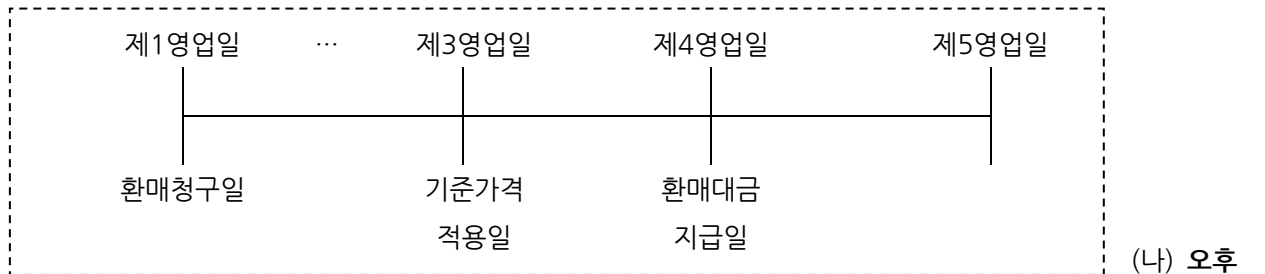 제1영업일 … 제3영업일 제4영업일 제5영업일
환매청구일 기준가격 환매대금
적용일 지급일
(나) 오후